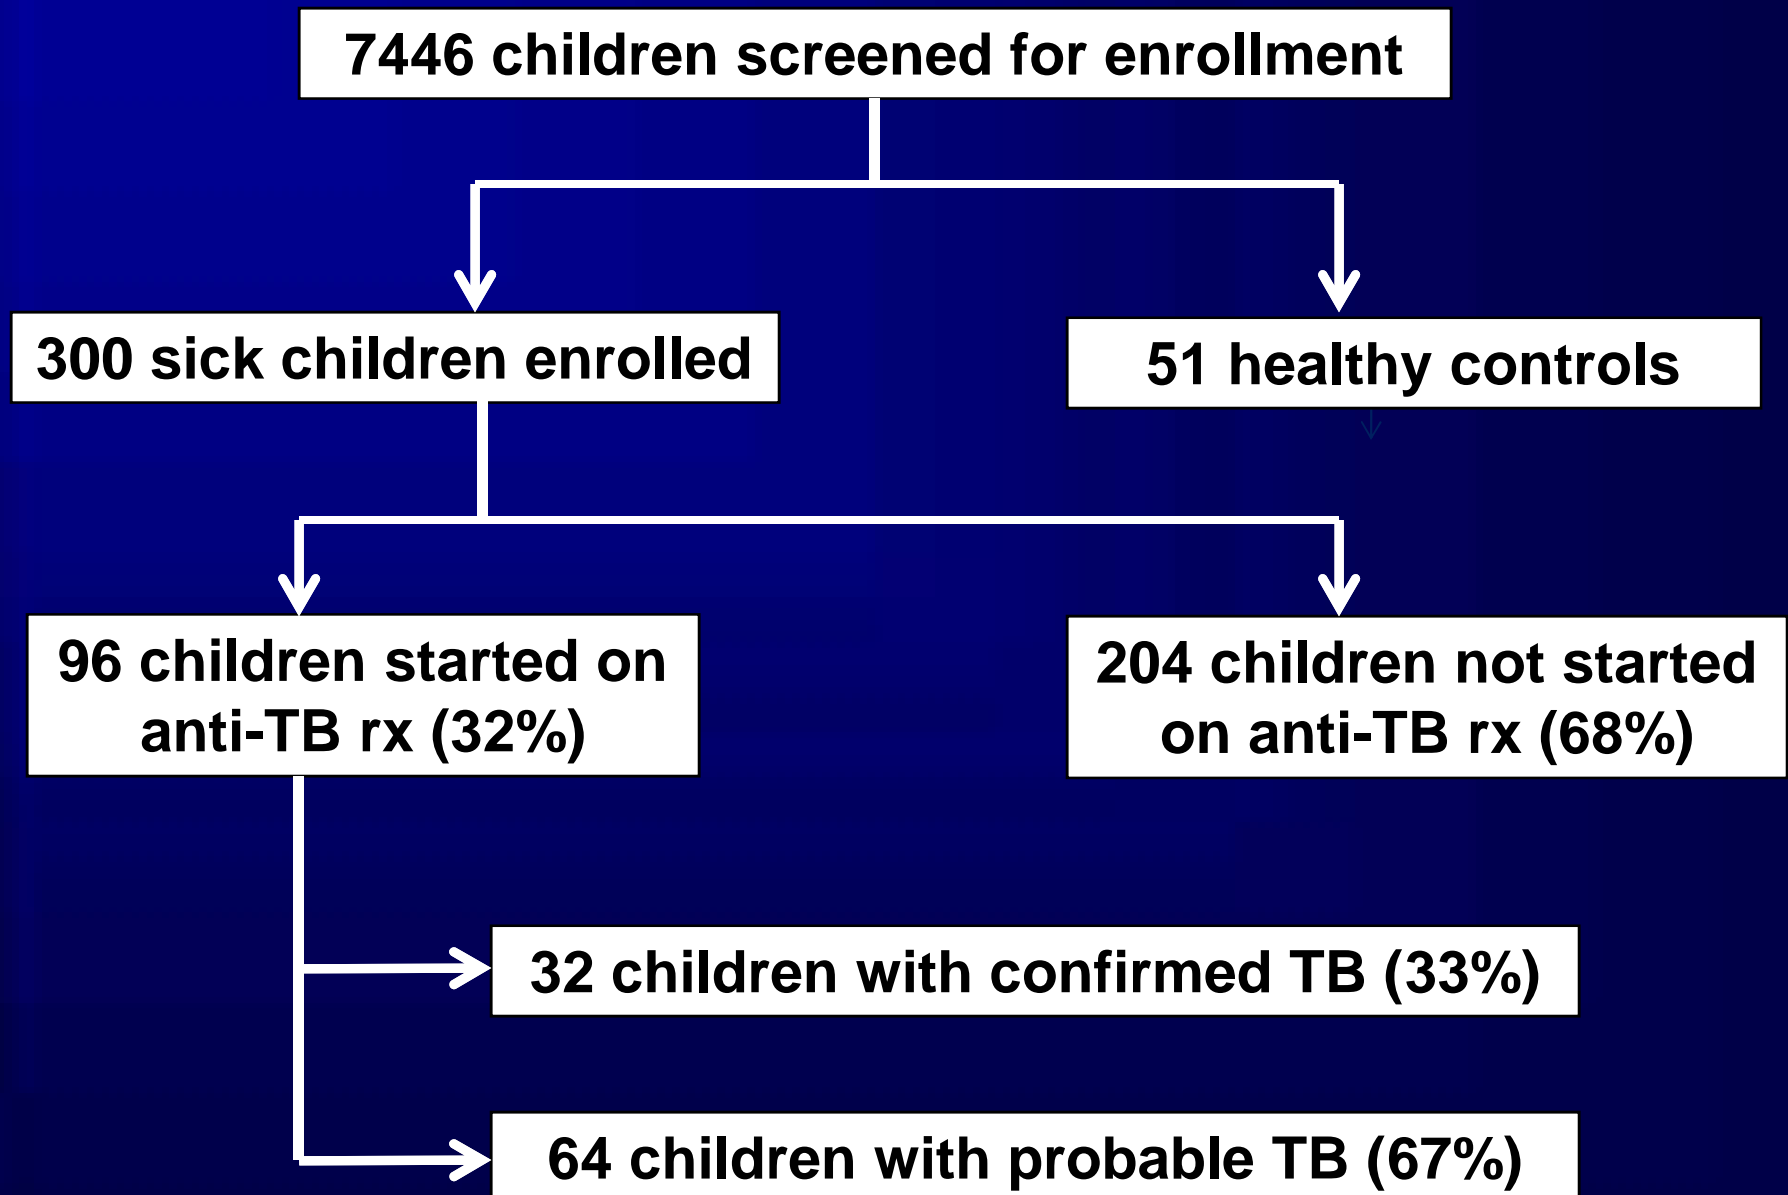 7446 children screened for enrollment
300 sick children enrolled
51 healthy controls
96 children started on
anti-TB rx (32%)
204 children not started
on anti-TB rx (68%)
32 children with confirmed TB (33%)
64 children with probable TB (67%)